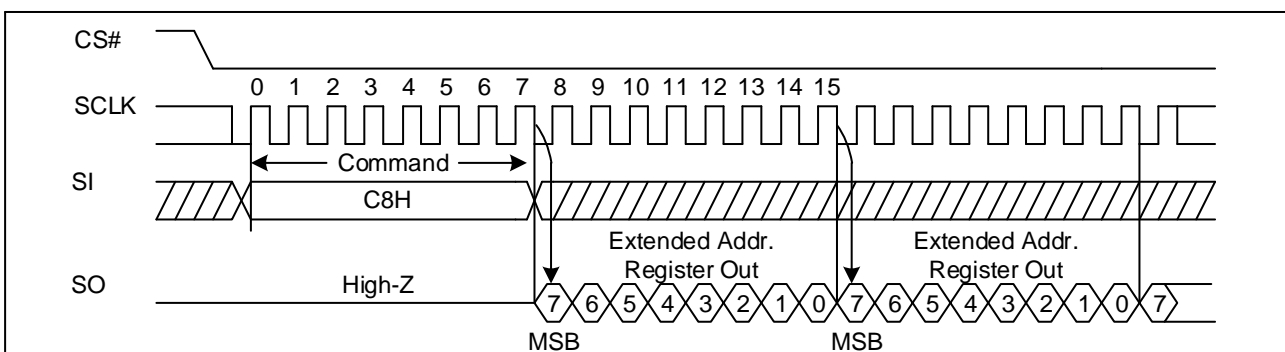 CS#
0 1 2 3 4 5 6 7 8 9 10 11 12 13 14 15
SCLK
Command
SI
C8H
Extended Addr.
Register Out
Extended Addr.
Register Out
SO
High-Z
7 6 5 4 3 2 1 0 7 6 5 4 3 2 1 0 7
MSB MSB